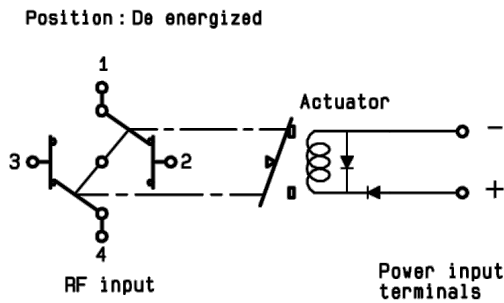 Position : De energized
1
Actuator
-
3
2
+
4
RF input
Power input
terminals